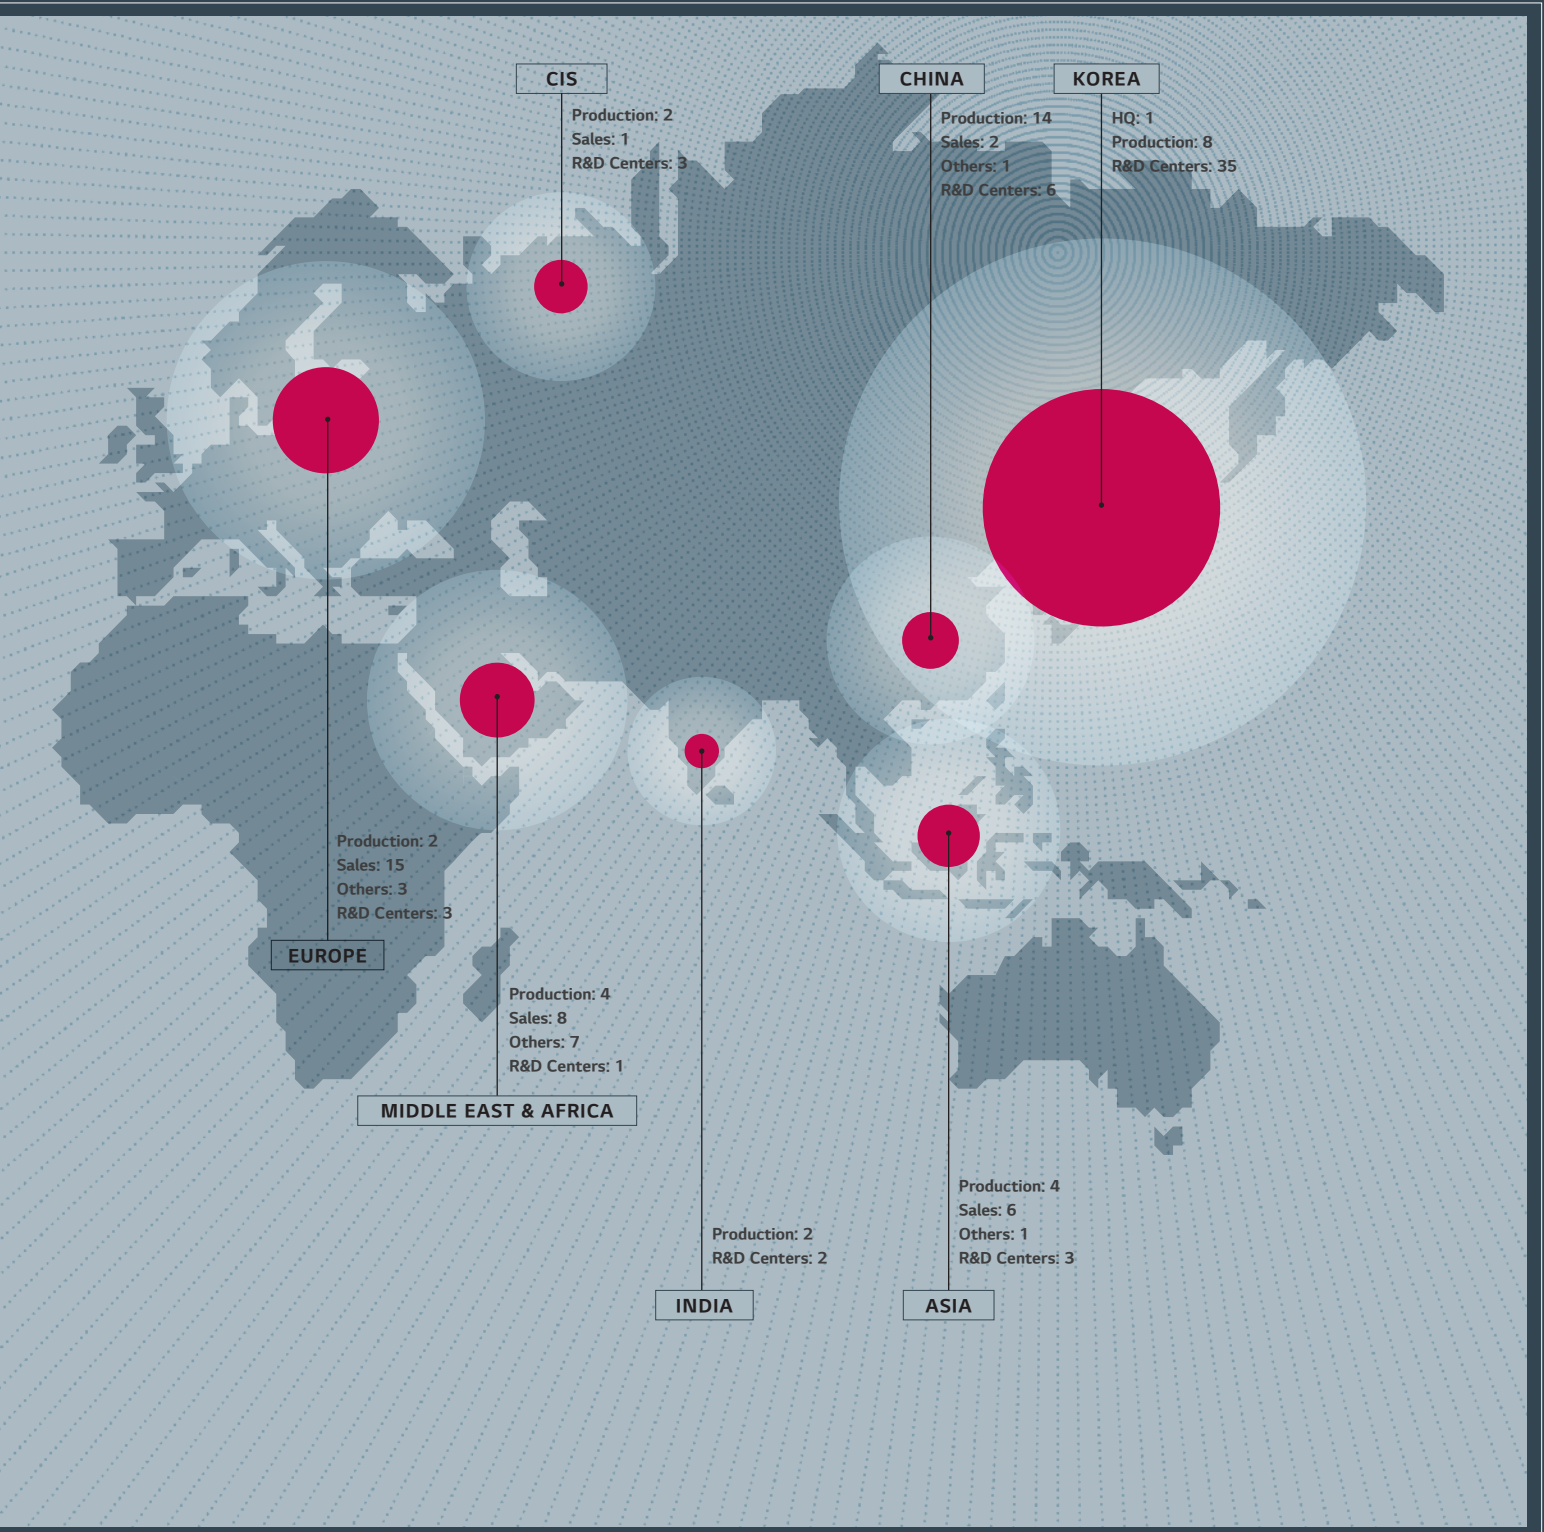 CIS
Production: 2
Sales: 1
R&D Centers: 3
CHINA
Production: 14
Sales: 2
Others: 1
R&D Centers: 6
KOREA
HQ: 1
Production: 8
R&D Centers: 35
Production: 2
Sales: 15
Others: 3
R&D Centers: 3
EUROPE
Production: 4
Sales: 8
Others: 7
R&D Centers: 1
MIDDLE EAST & AFRICA
Production: 2
R&D Centers: 2
INDIA
Production: 4
Sales: 6
Others: 1
R&D Centers: 3
ASIA